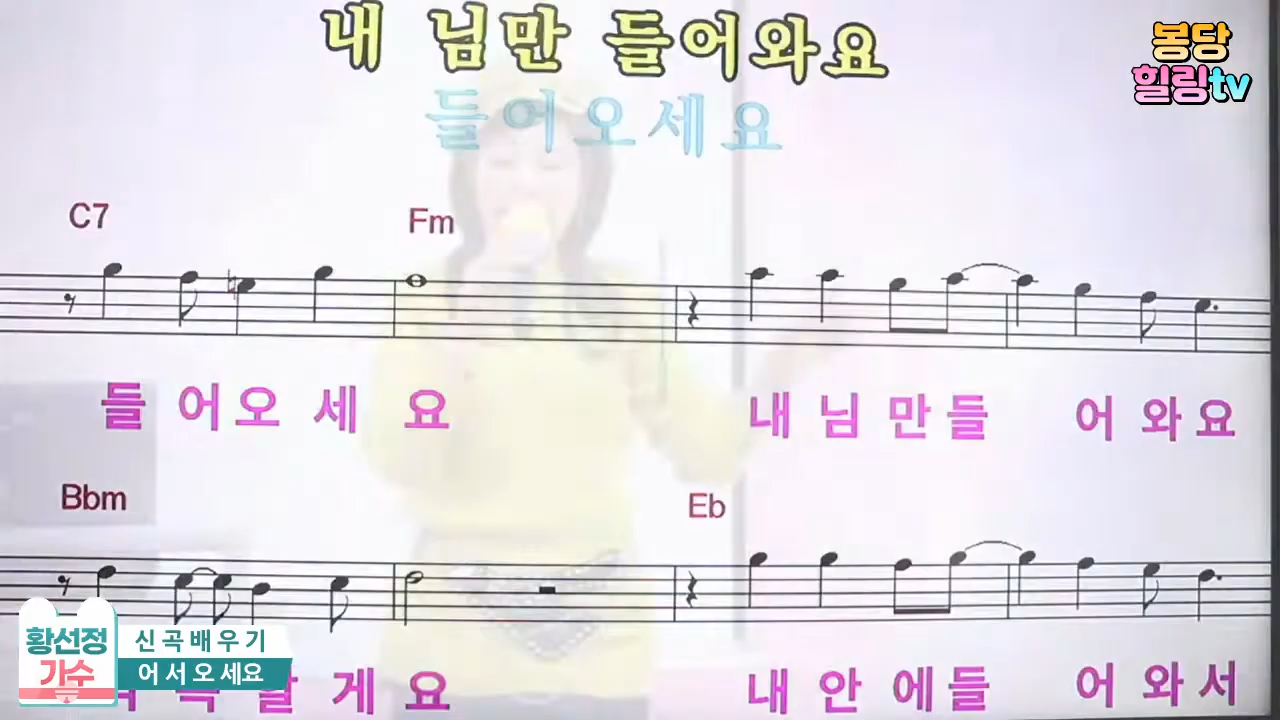 내 님만 들어와요
들어오세요
봉당
힐링tv
C7 Fm
들 어 오 세 요 내 님 만 들 어 와 요
Bbm Eb
게 요 내 안 에 들 어 와 서
황선정
가수
신곡배우기
어서오세요